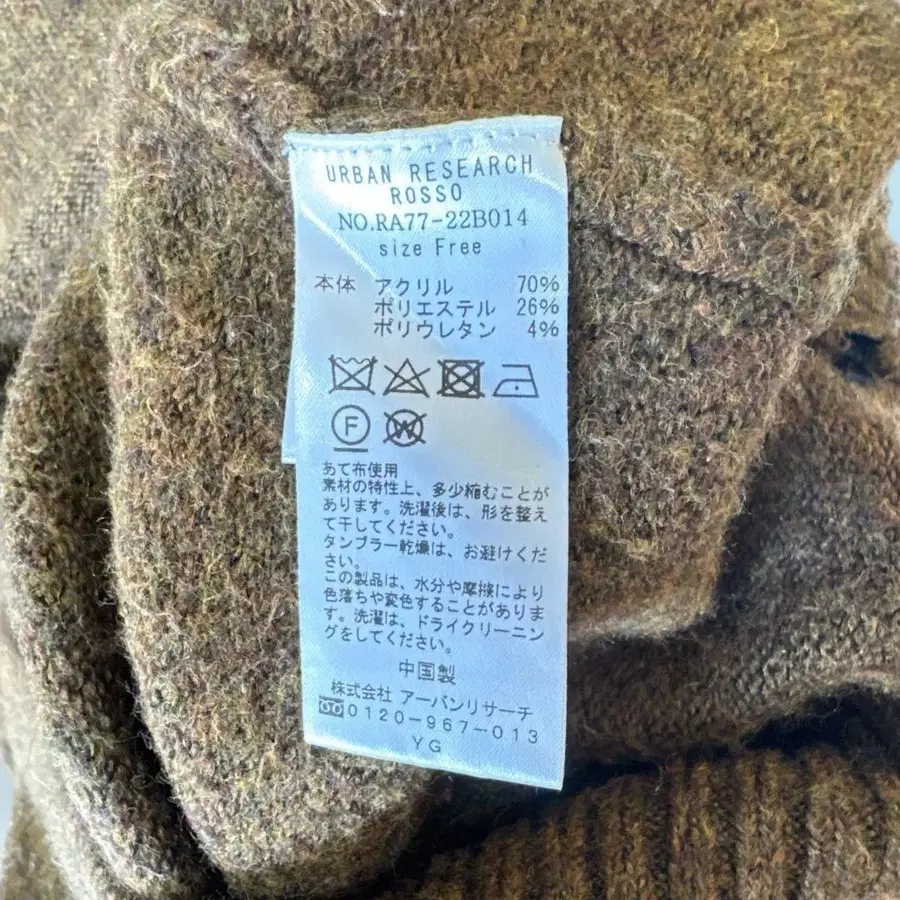 URBAN RESEARCH
ROSSO
NO.RA77-22B014
size Free
本体 アクリル 70%
ポリエステル 26%
ポリウレタン 4%
F
W
あて布使用
素材の特性上、多少縮むことが
あります。洗濯後は、形を整え
て干してください。
タンブラー乾燥は、お避けくだ
さい。
この製品は、水分や摩擦により
色落ちや変色することがありま
す。洗濯は、ドライクリーニン
グをしてください。
中国製
株式会社 アーバンリサーチ
0120-967-013
YG